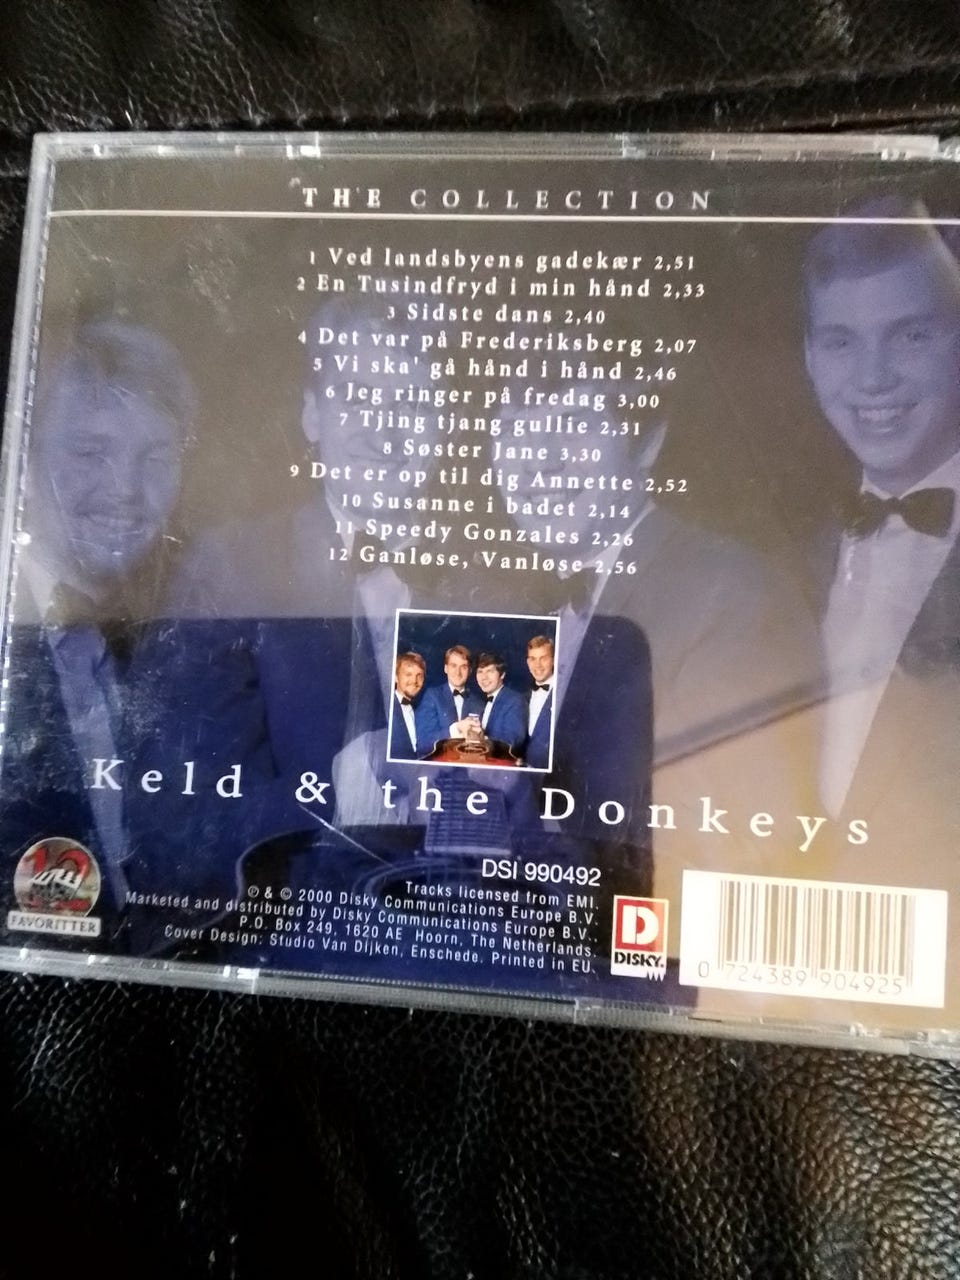 THE COLLECTION
1 Ved landsbyens gadekær 2,51
2 En Tusindfryd i min hånd 2,33
3 Sidste dans 2,40
4 Det var på Frederiksberg 2,07
5 Vi ska' gå hånd i hånd 2,46
6 Jeg ringer på fredag 3,00
7 Tjing tjang gullie 2,31
8 Søster Jane 3,30
9 Det er op til dig Annette 2,52
10 Susanne i badet 2,14
11 Speedy Gonzales 2,26
12 Ganløse, Vanløse 2,56
Keld & the Donkeys
DSI 990492
Tracks licensed from EMI.
℗ & © 2000 Disky Communications Europe B.V.
Marketed and distributed by Disky Communications Europe B.V..
P.O. Box 249, 1620 AE Hoorn, The Netherlands.
Cover Design: Studio Van Dijken, Enschede. Printed in EU.
12
FAVORITTER
D
DISKY.
0 724389 904925